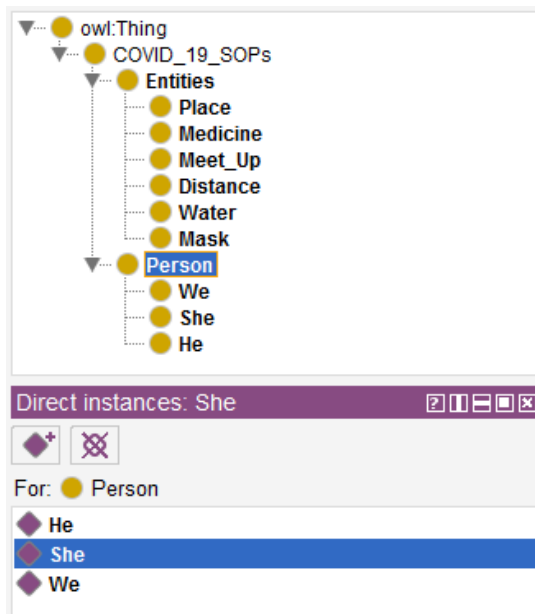 owl:Thing
COVID_19_SOPs
Entities
Place
Medicine
Meet_Up
Distance
Water
Mask
Person
We
She
He
Direct instances: She
For: Person
He
She
We